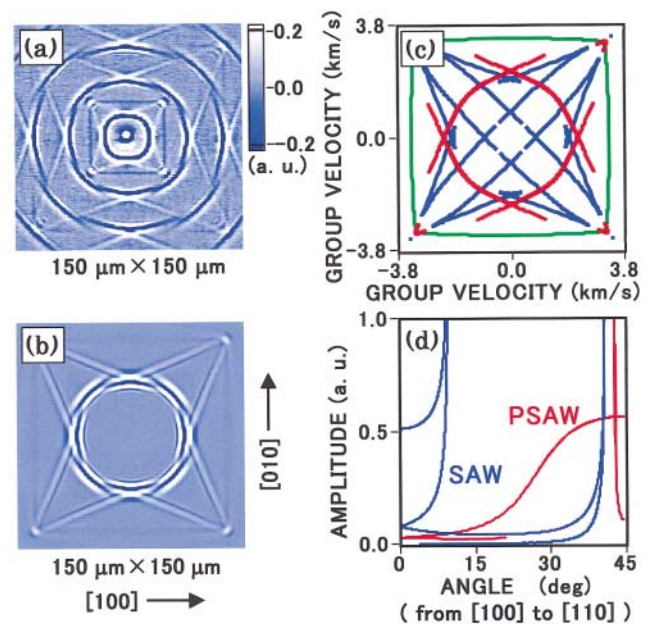 (a)
0.2
0.0
-0.2
(a. u.)
150 μm×150 μm
(b)
150 μm×150 μm
[100]
[010]
(c)
GROUP VELOCITY (km/s)
3.8
0.0
-3.8
-3.8 0.0 3.8
GROUP VELOCITY (km/s)
(d)
AMPLITUDE (a. u.)
1.0
0.5
0.0
PSAW
SAW
0 15 30 45
ANGLE (deg)
( from [100] to [110] )